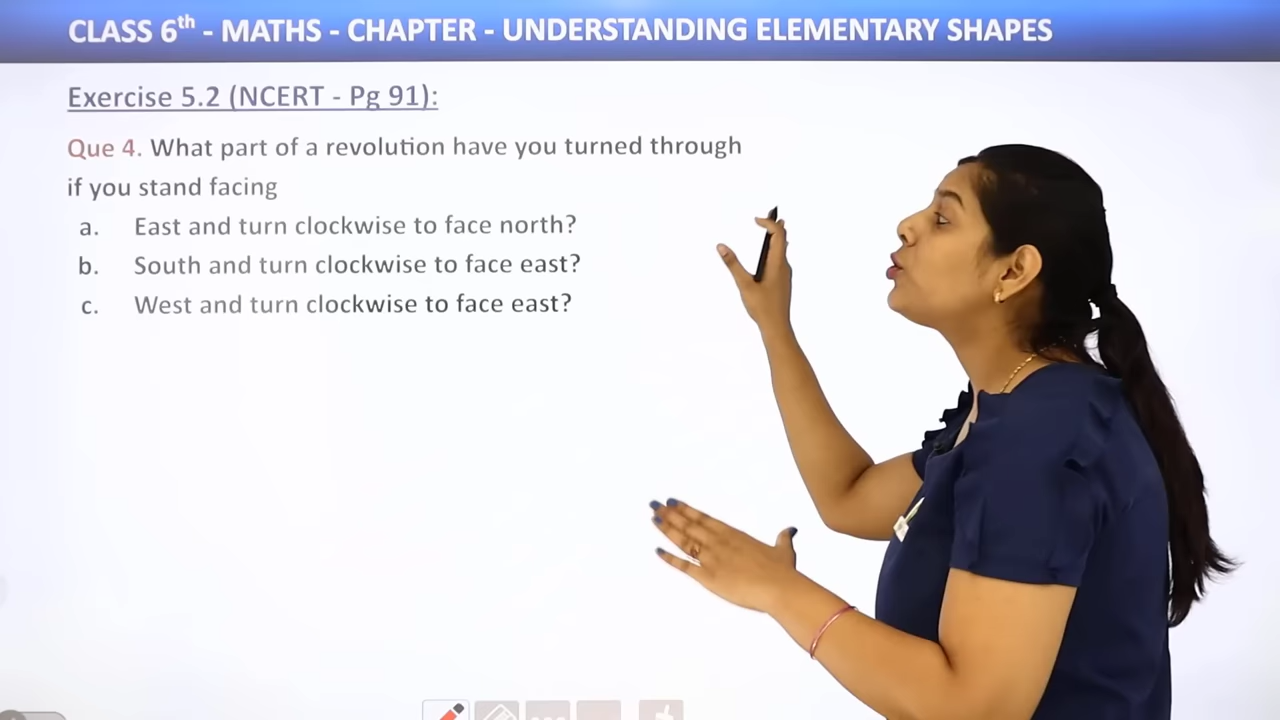 CLASS 6th - MATHS - CHAPTER - UNDERSTANDING ELEMENTARY SHAPES
Exercise 5.2 (NCERT - Pg 91):
Que 4. What part of a revolution have you turned through
if you stand facing
a. East and turn clockwise to face north?
b. South and turn clockwise to face east?
c. West and turn clockwise to face east?